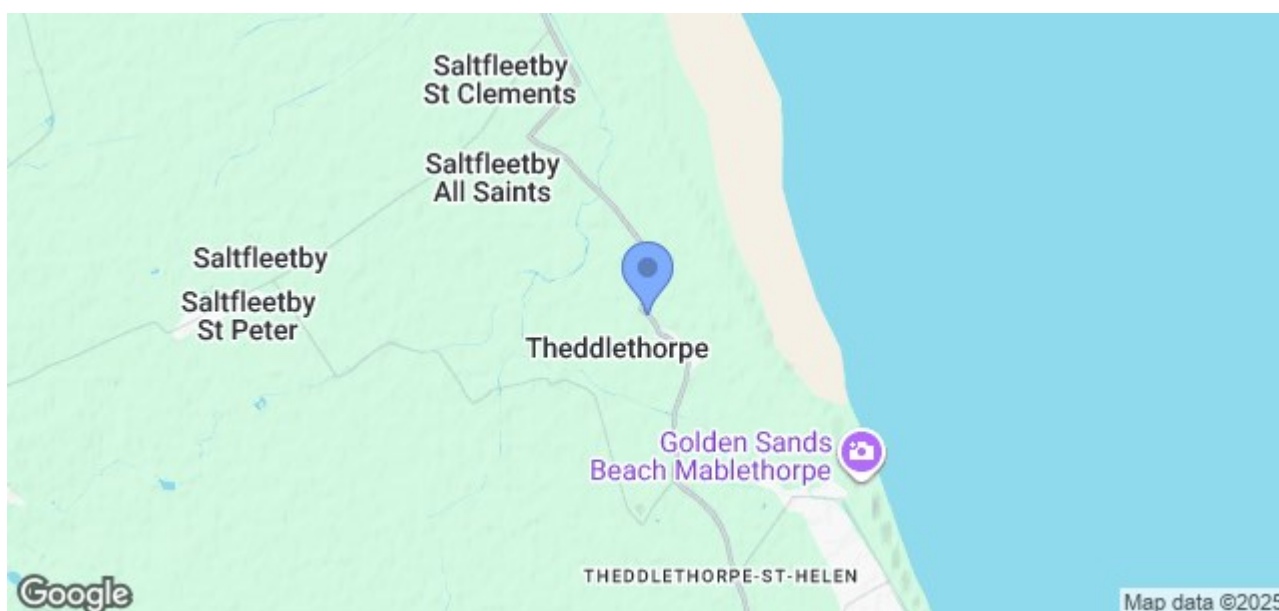 Saltfleetby
St Clements
Saltfleetby
All Saints
Saltfleetby
Saltfleetby
St Peter
Theddlethorpe
Golden Sands
Beach Mablethorpe
THEDDLETHORPE-ST-HELEN
Google
Map data ©2025